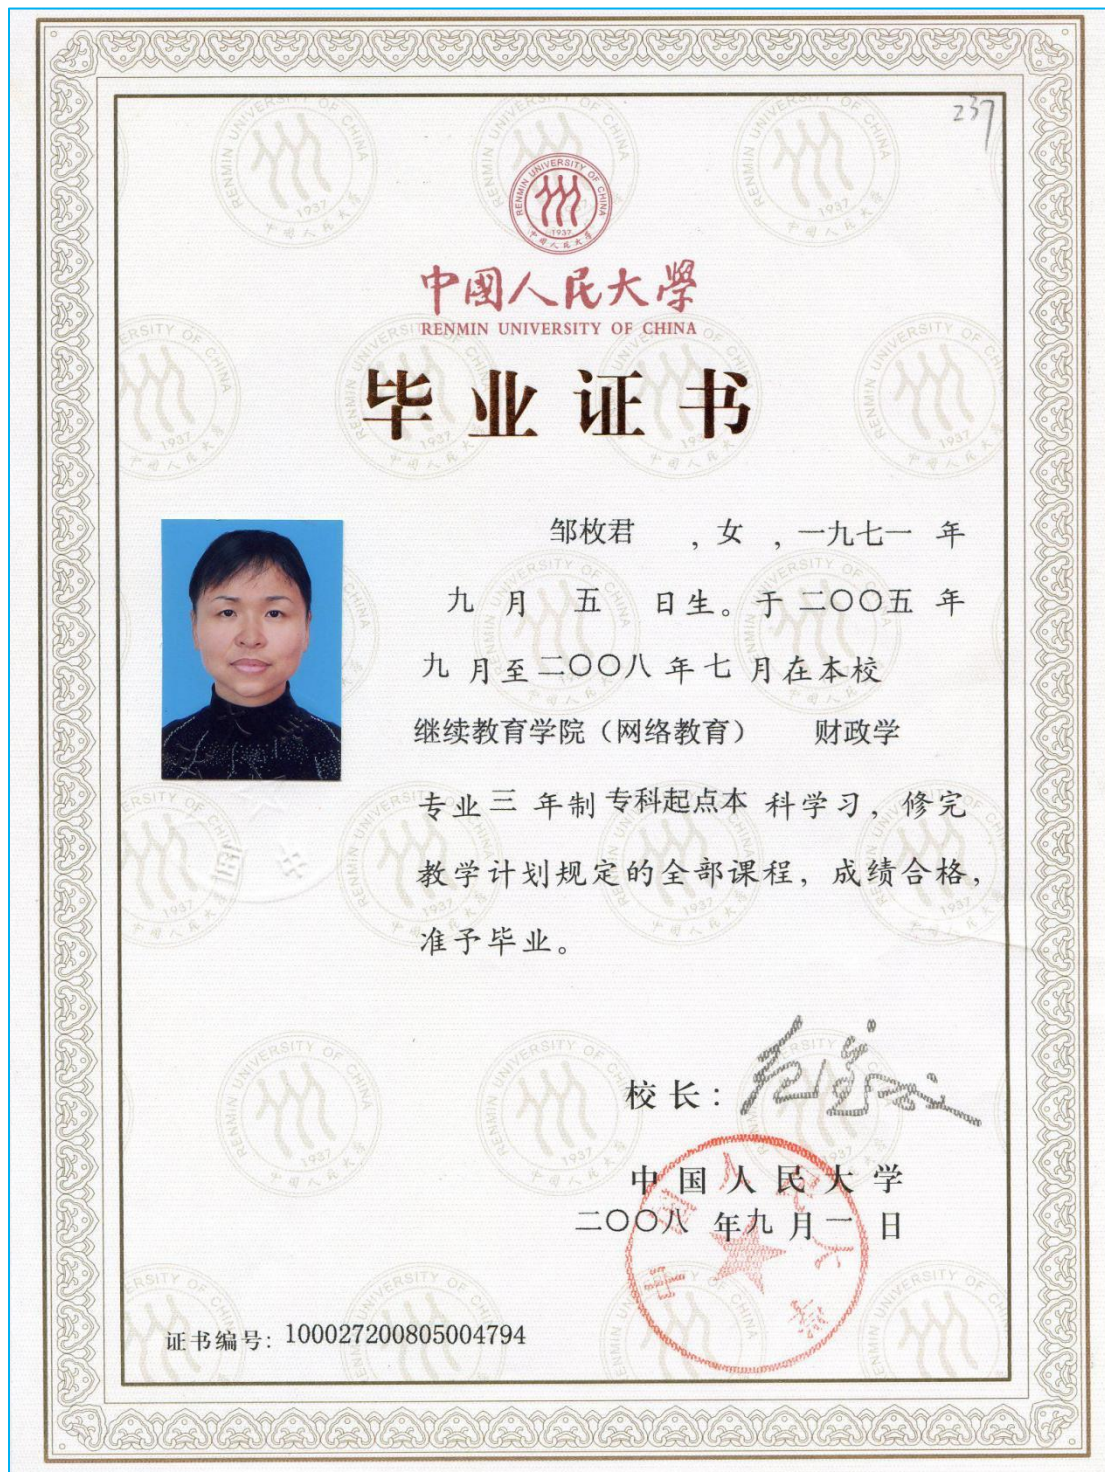 237
RENMIN UNIVERSITY OF CHINA
1937
中国人民大学
中國人民大學
RENMIN UNIVERSITY OF CHINA
毕业证书
邹枚君 ，女 ，一九七一 年
九 月 五 日生。于 二〇〇五 年
九 月至 二〇〇八 年 七 月在本校
继续教育学院（网络教育） 财政学
专业 三 年制 专科起点本 科学习，修完
教学计划规定的全部课程，成绩合格，
准予毕业。
校长：
中国人民大学
二〇〇八 年九 月一 日
证书编号：100027200805004794